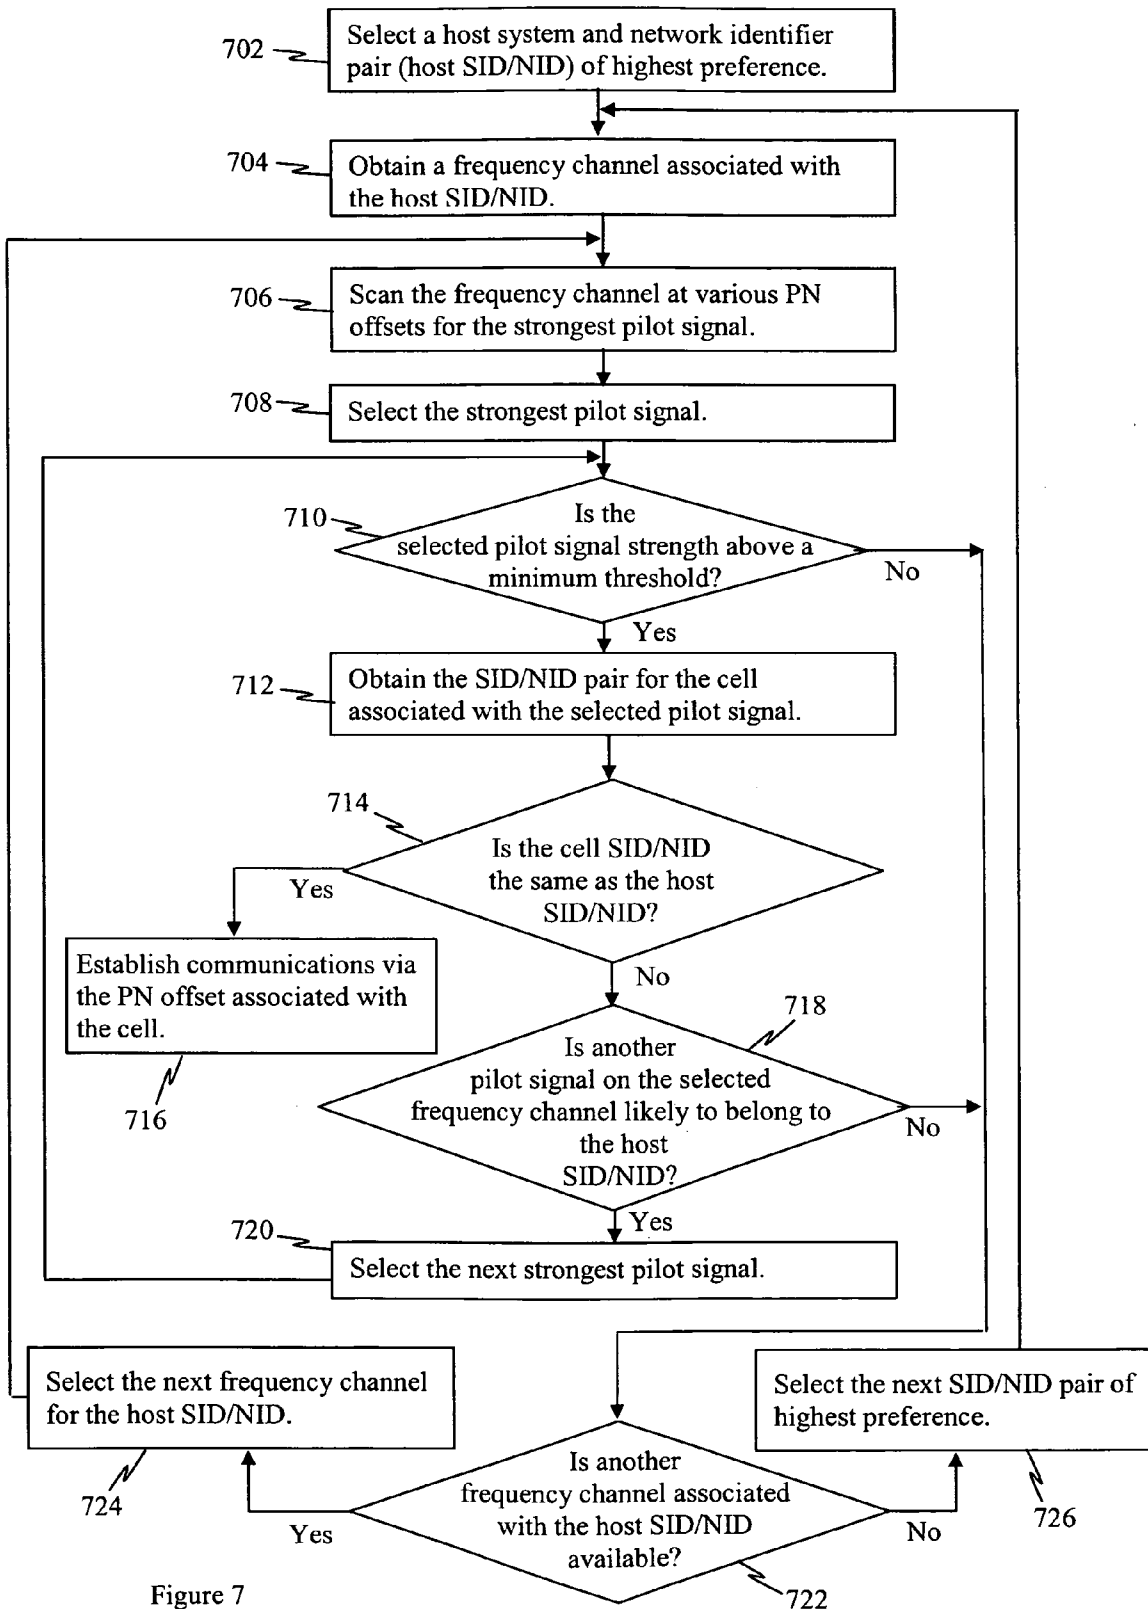 702
Select a host system and network identifier
pair (host SID/NID) of highest preference.
704
Obtain a frequency channel associated with
the host SID/NID.
706
Scan the frequency channel at various PN
offsets for the strongest pilot signal.
708
Select the strongest pilot signal.
710
Is the
selected pilot signal strength above a
minimum threshold?
No
Yes
712
Obtain the SID/NID pair for the cell
associated with the selected pilot signal.
714
Is the cell SID/NID
the same as the host
SID/NID?
Yes
No
Establish communications via
the PN offset associated with
the cell.
716
718
Is another
pilot signal on the selected
frequency channel likely to belong to
the host
SID/NID?
No
Yes
720
Select the next strongest pilot signal.
Select the next frequency channel
for the host SID/NID.
724
Select the next SID/NID pair of
highest preference.
726
Is another
frequency channel associated
with the host SID/NID
available?
Yes
No
722
Figure 7